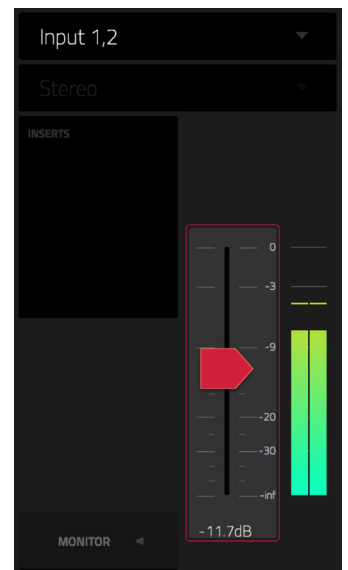 Input 1,2
Stereo
INSERTS
0
-3
-9
-20
-30
-inf
-11.7dB
MONITOR